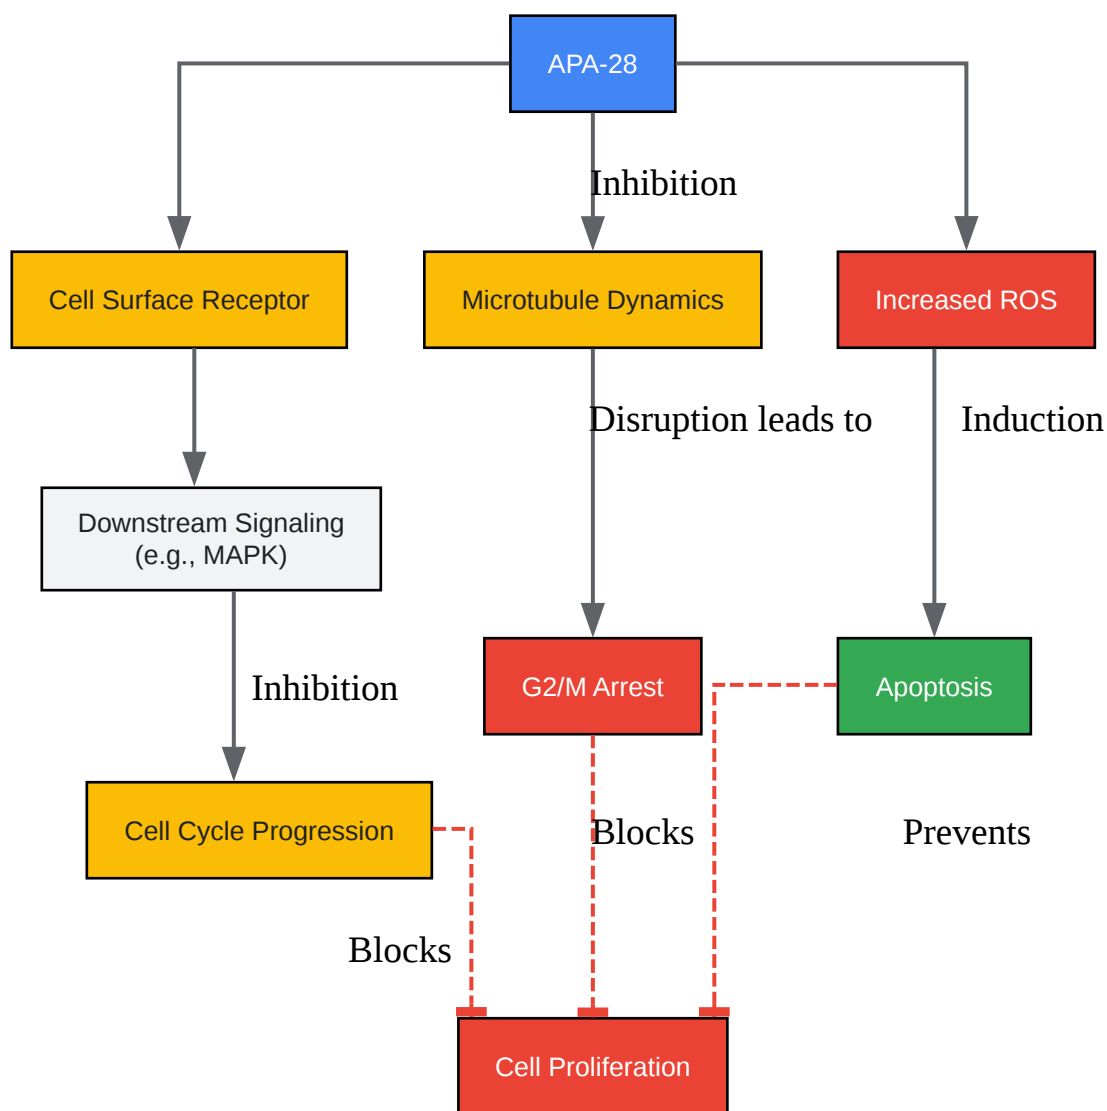 APA-28
Inhibition
Cell Surface Receptor
Microtubule Dynamics
Increased ROS
Disruption leads to
Induction
Downstream Signaling
(e.g., MAPK)
Inhibition
G2/M Arrest
Apoptosis
Cell Cycle Progression
Blocks
Prevents
Blocks
Cell Proliferation